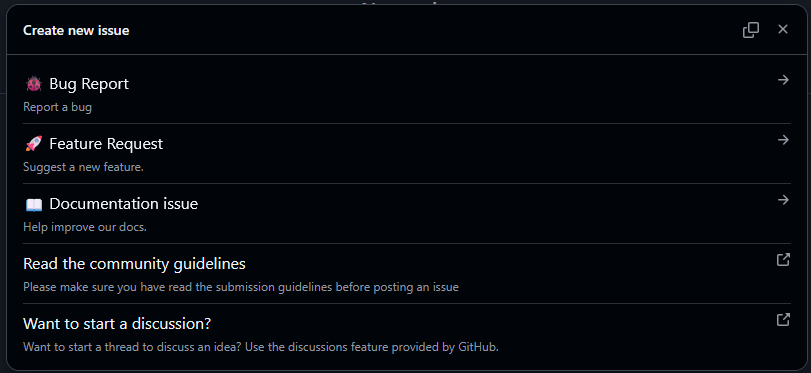 Create new issue
Bug Report
Report a bug
Feature Request
Suggest a new feature.
Documentation issue
Help improve our docs.
Read the community guidelines
Please make sure you have read the submission guidelines before posting an issue
Want to start a discussion?
Want to start a thread to discuss an idea? Use the discussions feature provided by GitHub.